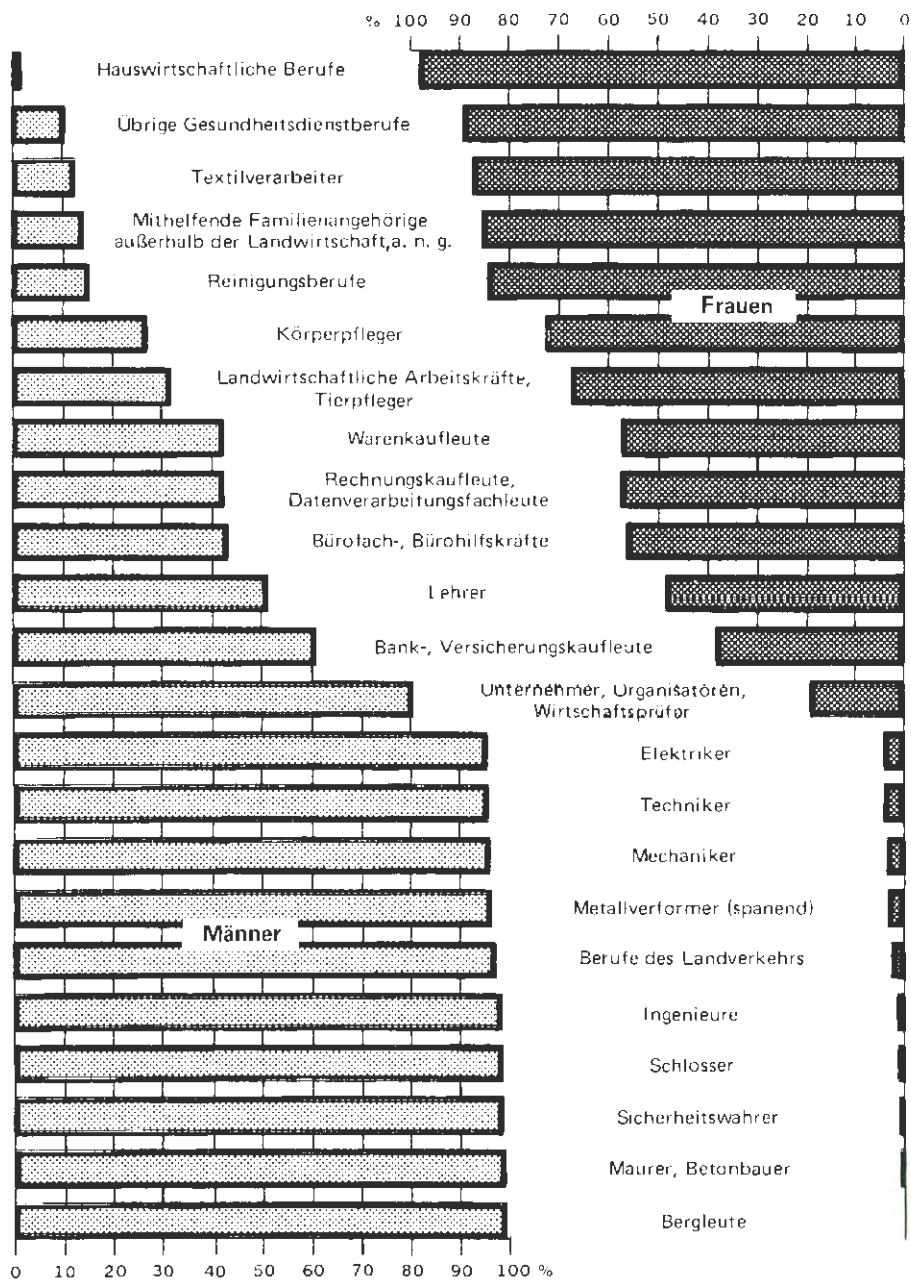 % 100 90 80 70 60 50 40 30 20 10 0
Hauswirtschaftliche Berufe
Übrige Gesundheitsdienstberufe
Textilverarbeiter
Mithelfende Familienangehörige
außerhalb der Landwirtschaft, a. n. g.
Reinigungsberufe
Frauen
Körperpfleger
Landwirtschaftliche Arbeitskräfte,
Tierpfleger
Warenkaufleute
Rechnungskaufleute,
Datenverarbeitungsfachleute
Bürofach-, Bürohilfskräfte
Lehrer
Bank-, Versicherungskaufleute
Unternehmer, Organisatoren,
Wirtschaftsprüfer
Elektriker
Techniker
Mechaniker
Metallverformer (spanend)
Männer
Berufe des Landverkehrs
Ingenieure
Schlosser
Sicherheitswahrer
Maurer, Betonbauer
Bergleute
0 10 20 30 40 50 60 70 80 90 100 %